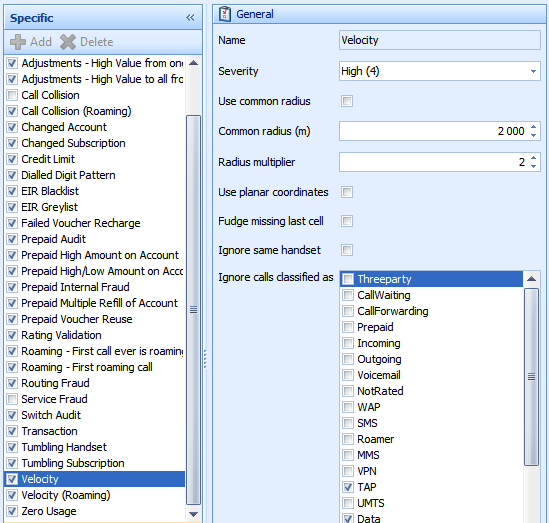 Specific
Add Delete
Adjustments - High Value from one
Adjustments - High Value to all fro
Call Collision
Call Collision (Roaming)
Changed Account
Changed Subscription
Credit Limit
Dialled Digit Pattern
EIR Blacklist
EIR Greylist
Failed Voucher Recharge
Prepaid Audit
Prepaid High Amount on Account
Prepaid High/Low Amount on Acco
Prepaid Internal Fraud
Prepaid Multiple Refill of Account
Prepaid Voucher Reuse
Rating Validation
Roaming - First call ever is roaming
Roaming - First roaming call
Routing Fraud
Service Fraud
Switch Audit
Transaction
Tumbling Handset
Tumbling Subscription
Velocity
Velocity (Roaming)
Zero Usage
General
Name Velocity
Severity High (4)
Use common radius
Common radius (m) 2 000
Radius multiplier 2
Use planar coordinates
Fudge missing last cell
Ignore same handset
Ignore calls classified as
Threeparty
CallWaiting
CallForwarding
Prepaid
Incoming
Outgoing
Voicemail
NotRated
WAP
SMS
Roamer
MMS
VPN
TAP
UMTS
Data